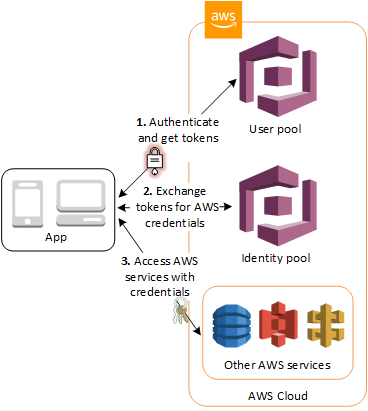 aws
1. Authenticate
and get tokens
User pool
2. Exchange
tokens for AWS
credentials
App
Identity pool
3. Access AWS
services with
credentials
Other AWS services
AWS Cloud